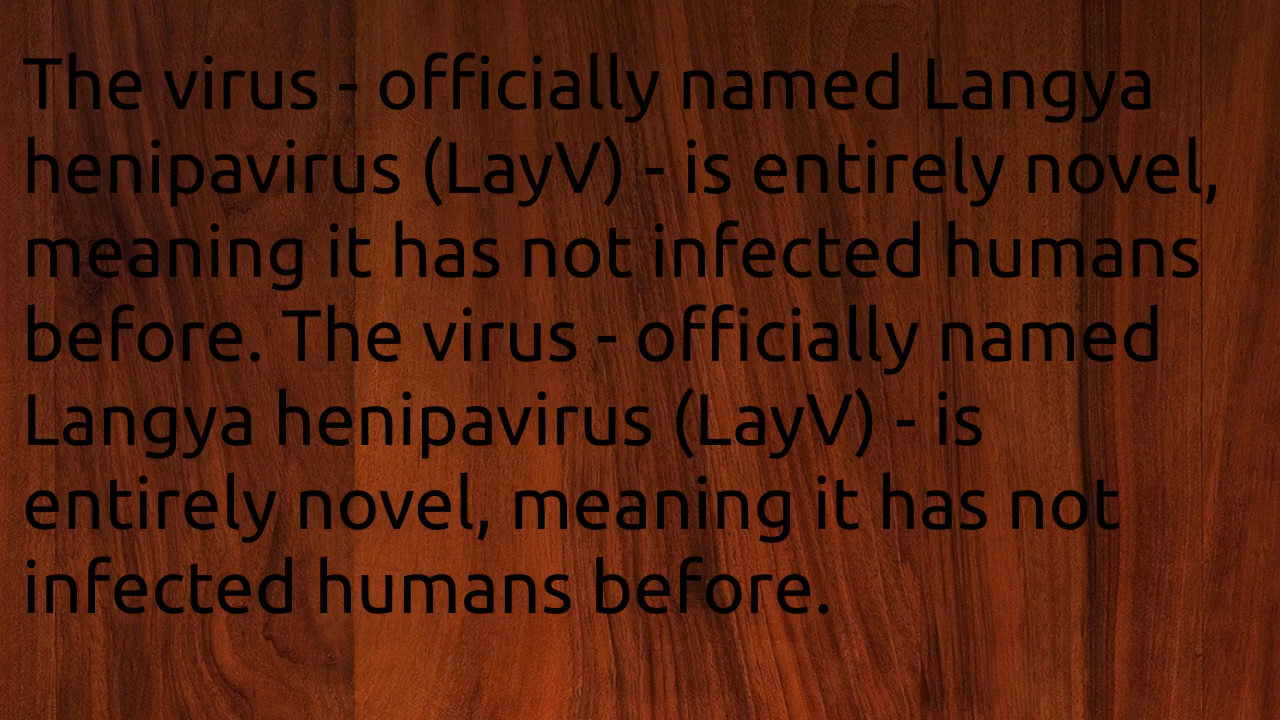 The virus - officially named Langya
henipavirus (LayV) - is entirely novel,
meaning it has not infected humans
before. The virus - officially named
Langya henipavirus (LayV) - is
entirely novel, meaning it has not
infected humans before.